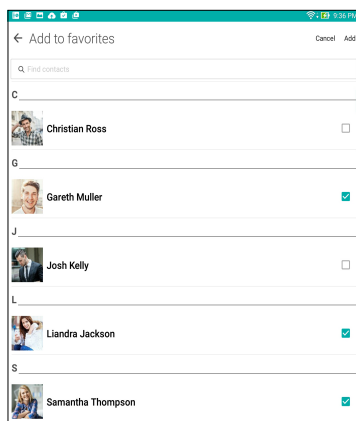 9:36 PM
Add to favorites
Cancel Add
Find contacts
C
Christian Ross
G
Gareth Muller
J
Josh Kelly
L
Liandra Jackson
S
Samantha Thompson